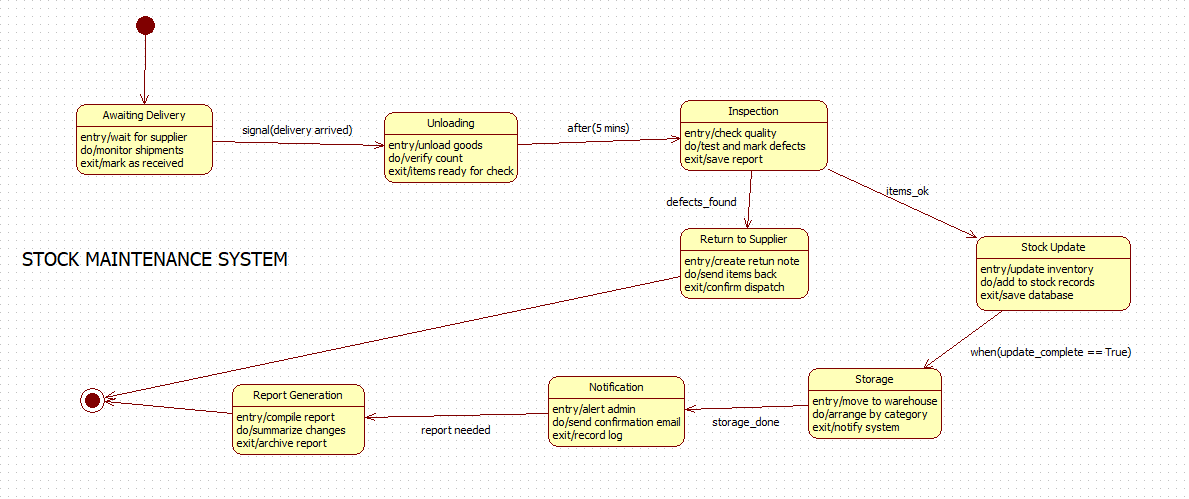 Awaiting Delivery
entry/wait for supplier
do/monitor shipments
exit/mark as received
signal(delivery arrived)
Unloading
entry/unload goods
do/verify count
exit/items ready for check
after(5 mins)
Inspection
entry/check quality
do/test and mark defects
exit/save report
defects_found
items_ok
Return to Supplier
entry/create retun note
do/send items back
exit/confirm dispatch
Stock Update
entry/update inventory
do/add to stock records
exit/save database
STOCK MAINTENANCE SYSTEM
when(update_complete == True)
Storage
entry/move to warehouse
do/arrange by category
exit/notify system
storage_done
Notification
entry/alert admin
do/send confirmation email
exit/record log
report needed
Report Generation
entry/compile report
do/summarize changes
exit/archive report